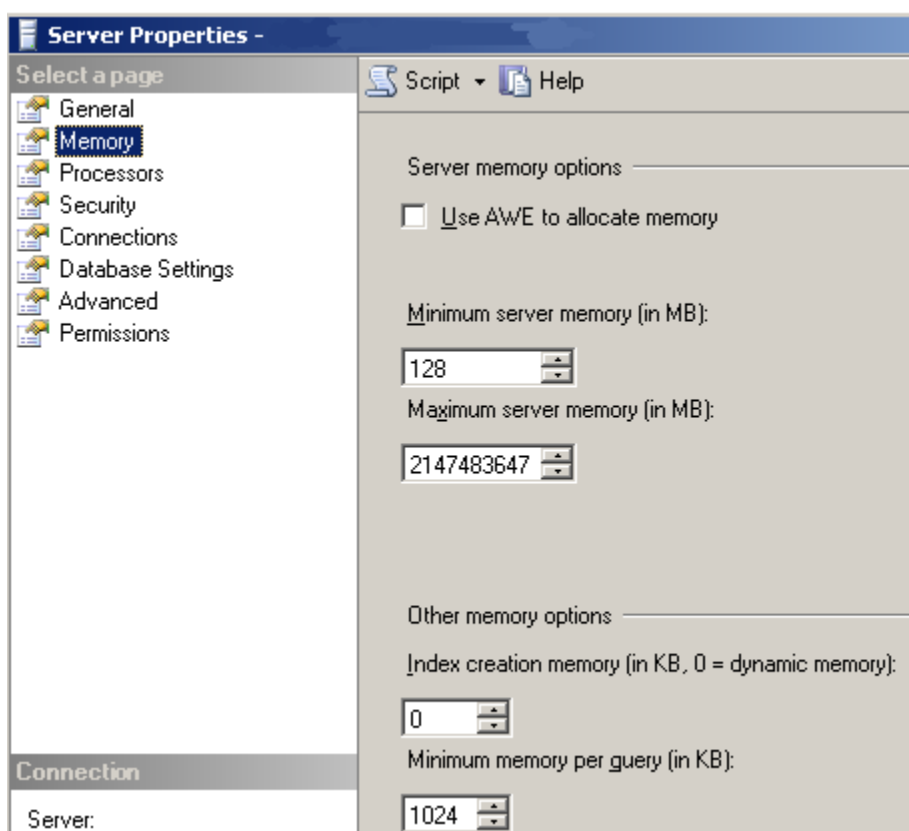 Server Properties -
Select a page
General
Memory
Processors
Security
Connections
Database Settings
Advanced
Permissions
Connection
Server:
Script Help
Server memory options
Use AWE to allocate memory
Minimum server memory (in MB):
128
Maximum server memory (in MB):
2147483647
Other memory options
Index creation memory (in KB, 0 = dynamic memory):
0
Minimum memory per query (in KB):
1024